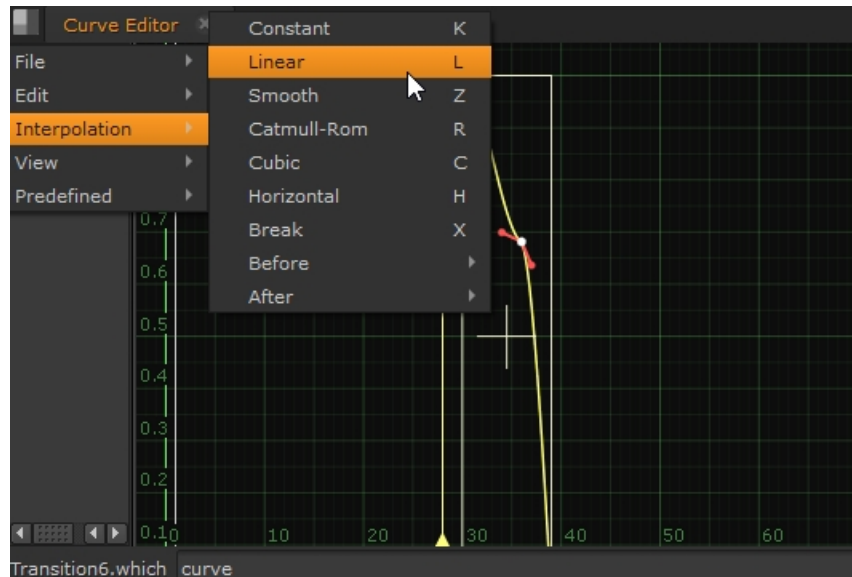 Curve Editor
File
Edit
Interpolation
View
Predefined
Constant K
Linear L
Smooth Z
Catmull-Rom R
Cubic C
Horizontal H
Break X
Before
After
0.7
0.6
0.5
0.4
0.3
0.2
0.1
0 10 20 30 40 50 60
Transition6.which curve